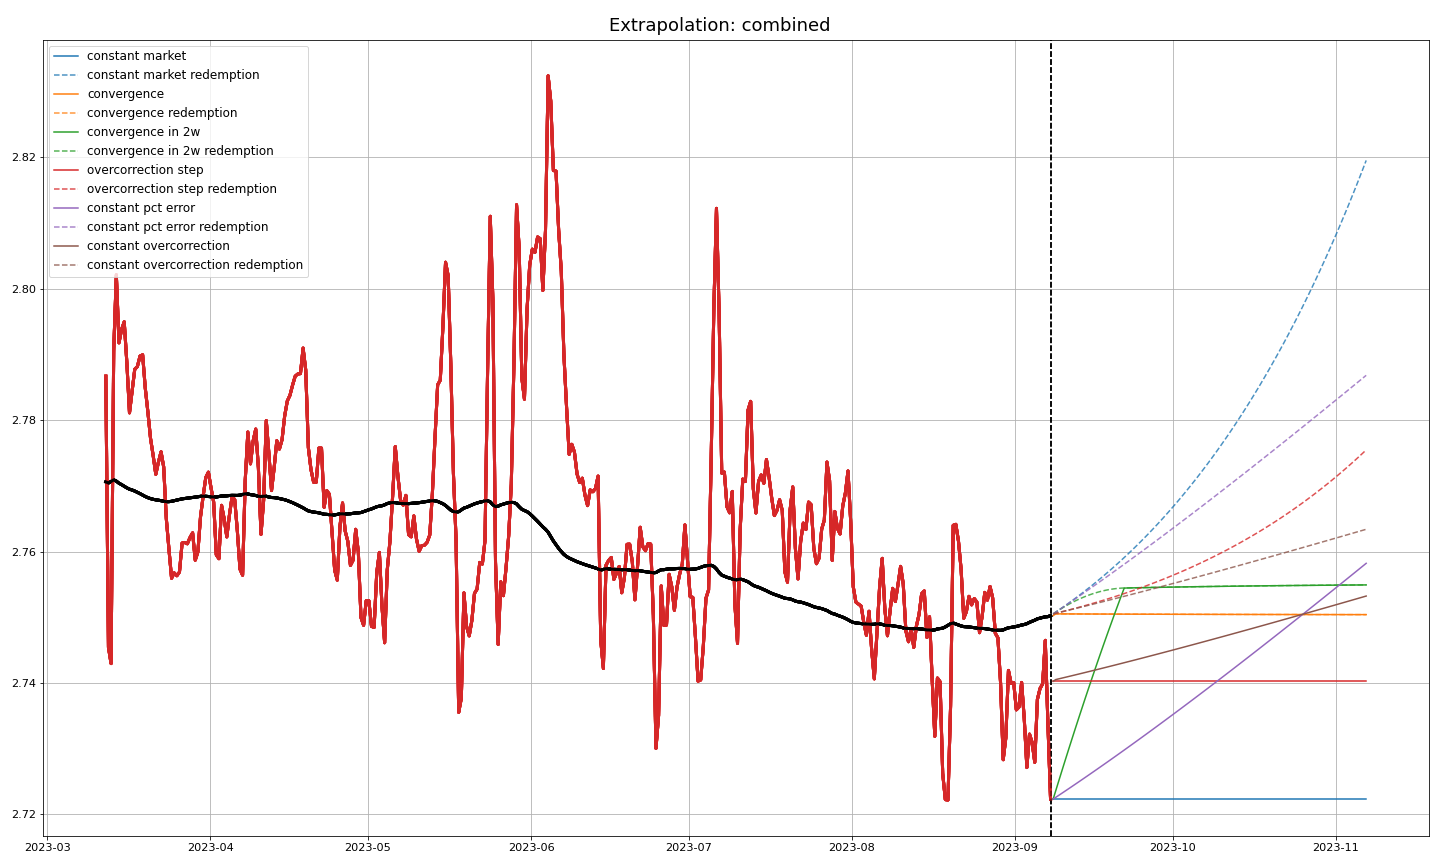 Extrapolation: combined
constant market
constant market redemption
convergence
convergence redemption
convergence in 2w
convergence in 2w redemption
overcorrection step
overcorrection step redemption
constant pct error
constant pct error redemption
constant overcorrection
constant overcorrection redemption
2.82
2.80
2.78
2.76
2.74
2.72
2023-03
2023-04
2023-05
2023-06
2023-07
2023-08
2023-09
2023-10
2023-11